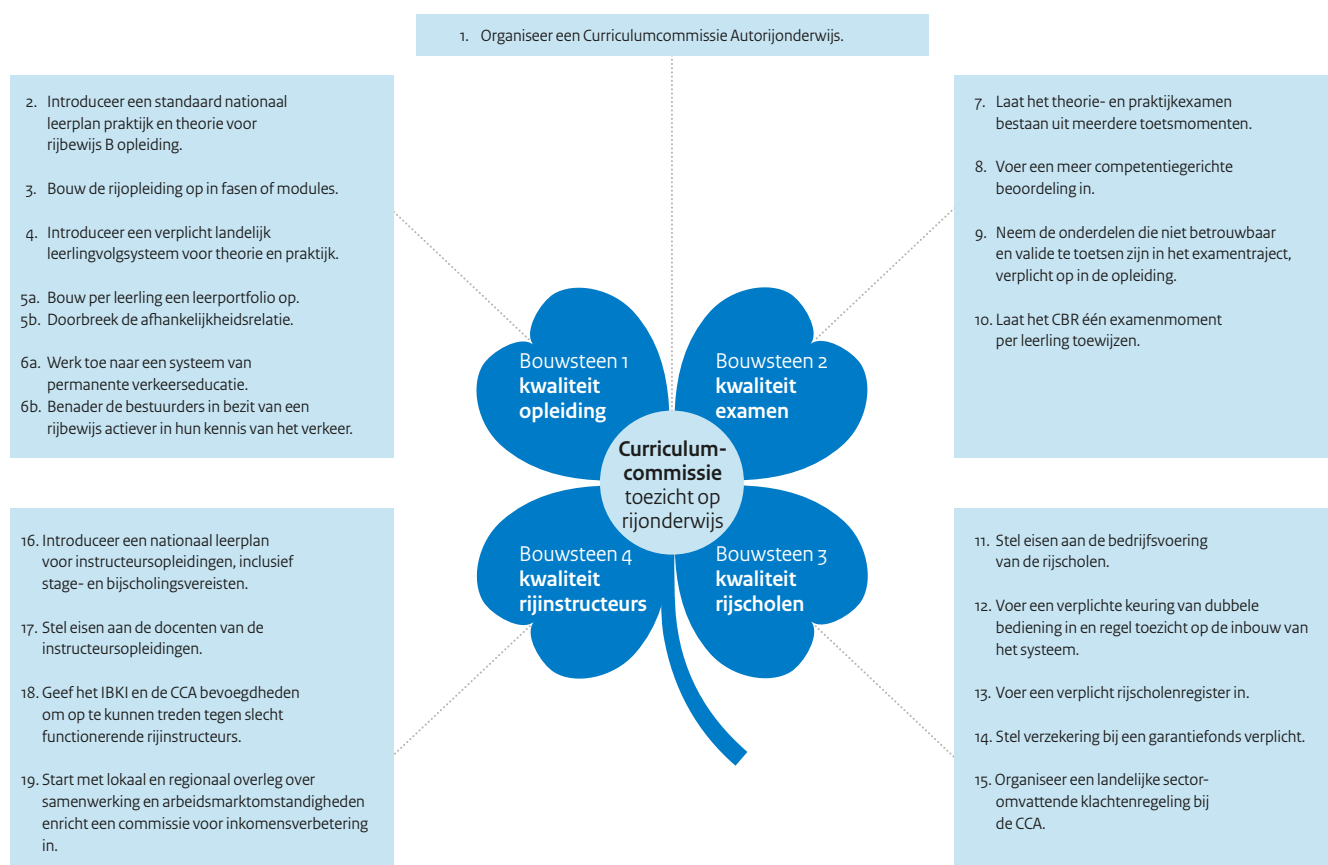 1. Organiseer een Curriculumcommissie Autorijonderwijs.
2. Introduceer een standaard nationaal
leerplan praktijk en theorie voor
rijbewijs B opleiding.
3. Bouw de rijopleiding op in fasen of modules.
4. Introduceer een verplicht landelijk
leerlingvolgsysteem voor theorie en praktijk.
5a. Bouw per leerling een leerportfolio op.
5b. Doorbreek de afhankelijkheidsrelatie.
6a. Werk toe naar een systeem van
permanente verkeerseducatie.
6b. Benader de bestuurders in bezit van een
rijbewijs actiever in hun kennis van het verkeer.
7. Laat het theorie- en praktijkexamen
bestaan uit meerdere toetsmomenten.
8. Voer een meer competentiegerichte
beoordeling in.
9. Neem de onderdelen die niet betrouwbaar
en valide te toetsen zijn in het examentraject,
verplicht op in de opleiding.
10. Laat het CBR één examenmoment
per leerling toewijzen.
Bouwsteen 1
kwaliteit
opleiding
Bouwsteen 2
kwaliteit
examen
Curriculum-
commissie
toezicht op
rijonderwijs
Bouwsteen 4
kwaliteit
rijinstructeurs
Bouwsteen 3
kwaliteit
rijscholen
16. Introduceer een nationaal leerplan
voor instructeursopleidingen, inclusief
stage- en bijscholingsvereisten.
17. Stel eisen aan de docenten van de
instructeursopleidingen.
18. Geef het IBKI en de CCA bevoegdheden
om op te kunnen treden tegen slecht
functionerende rijinstructeurs.
19. Start met lokaal en regionaal overleg over
samenwerking en arbeidsmarktomstandigheden
enricht een commissie voor inkomensverbetering
in.
11. Stel eisen aan de bedrijfsvoering
van de rijscholen.
12. Voer een verplichte keuring van dubbele
bediening in en regel toezicht op de inbouw van
het systeem.
13. Voer een verplicht rijscholenregister in.
14. Stel verzekering bij een garantiefonds verplicht.
15. Organiseer een landelijke sector-
omvattende klachtenregeling bij
de CCA.